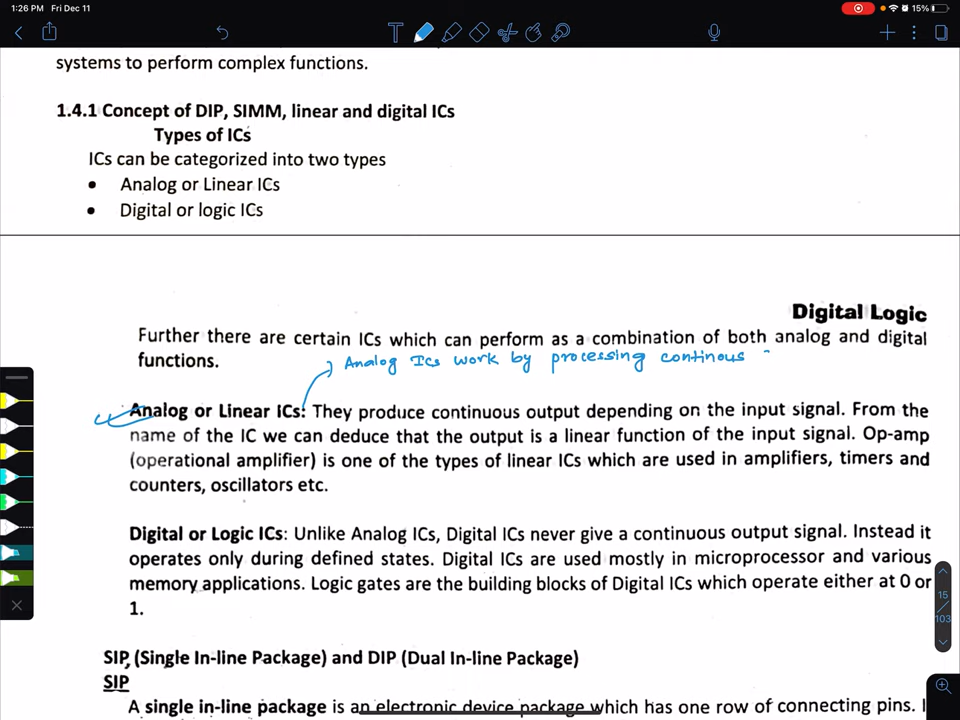 1:26 PM Fri Dec 11
15%
systems to perform complex functions.
1.4.1 Concept of DIP, SIMM, linear and digital ICs
Types of ICs
ICs can be categorized into two types
• Analog or Linear ICs
• Digital or logic ICs
Digital Logic
Further there are certain ICs which can perform as a combination of both analog and digital
functions.
Analog ICs work by processing continous
Analog or Linear ICs: They produce continuous output depending on the input signal. From the
name of the IC we can deduce that the output is a linear function of the input signal. Op-amp
(operational amplifier) is one of the types of linear ICs which are used in amplifiers, timers and
counters, oscillators etc.
Digital or Logic ICs: Unlike Analog ICs, Digital ICs never give a continuous output signal. Instead it
operates only during defined states. Digital ICs are used mostly in microprocessor and various
memory applications. Logic gates are the building blocks of Digital ICs which operate either at 0 or
1.
15
/
103
SIP (Single In-line Package) and DIP (Dual In-line Package)
SIP
A single in-line package is an electronic device package which has one row of connecting pins. I